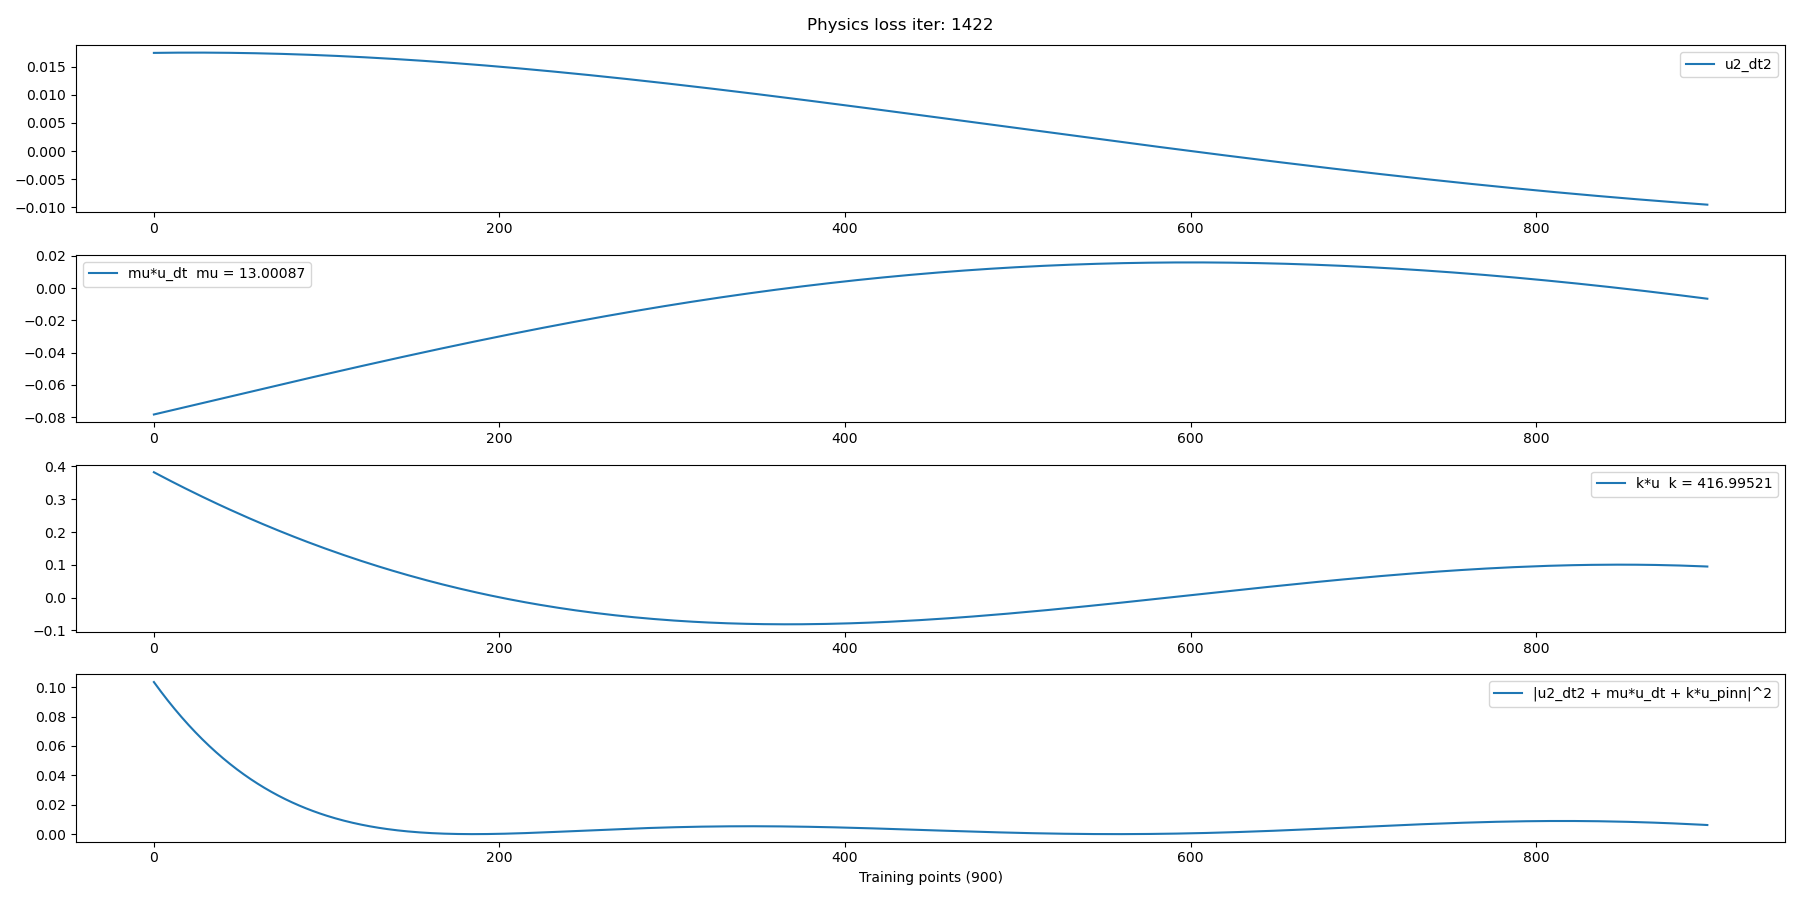 Physics loss iter: 1422
0.015
0.010
0.005
0.000
−0.005
−0.010
u2_dt2
0 200 400 600 800
0.02
0.00
−0.02
−0.04
−0.06
−0.08
mu*u_dt  mu = 13.00087
0 200 400 600 800
0.4
0.3
0.2
0.1
0.0
−0.1
k*u  k = 416.99521
0 200 400 600 800
0.10
0.08
0.06
0.04
0.02
0.00
|u2_dt2 + mu*u_dt + k*u_pinn|^2
0 200 400 600 800
Training points (900)